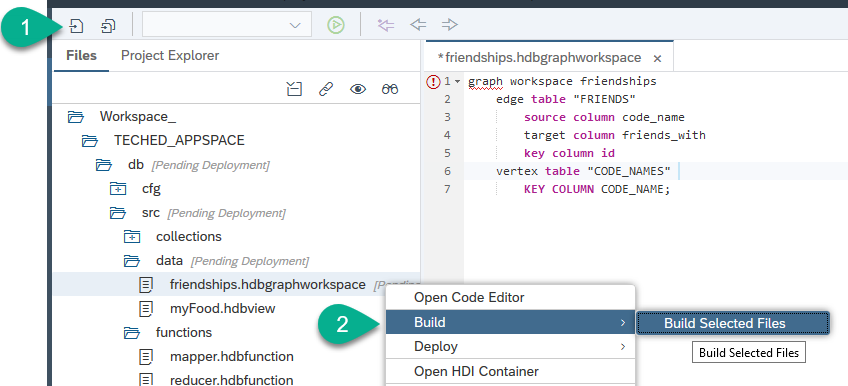 1
Files Project Explorer
*friendships.hdbgraphworkspace ×
1 graph workspace friendships
2 edge table "FRIENDS"
3 source column code_name
4 target column friends_with
5 key column id
6 vertex table "CODE_NAMES"
7 KEY COLUMN CODE_NAME;
Workspace_
TECHED_APPSPACE
db [Pending Deployment]
cfg
src [Pending Deployment]
collections
data [Pending Deployment]
friendships.hdbgraphworkspace [Pending
myFood.hdbview
functions
mapper.hdbfunction
reducer.hdbfunction
2
Open Code Editor
Build
Deploy
Open HDI Container
Build Selected Files
Build Selected Files